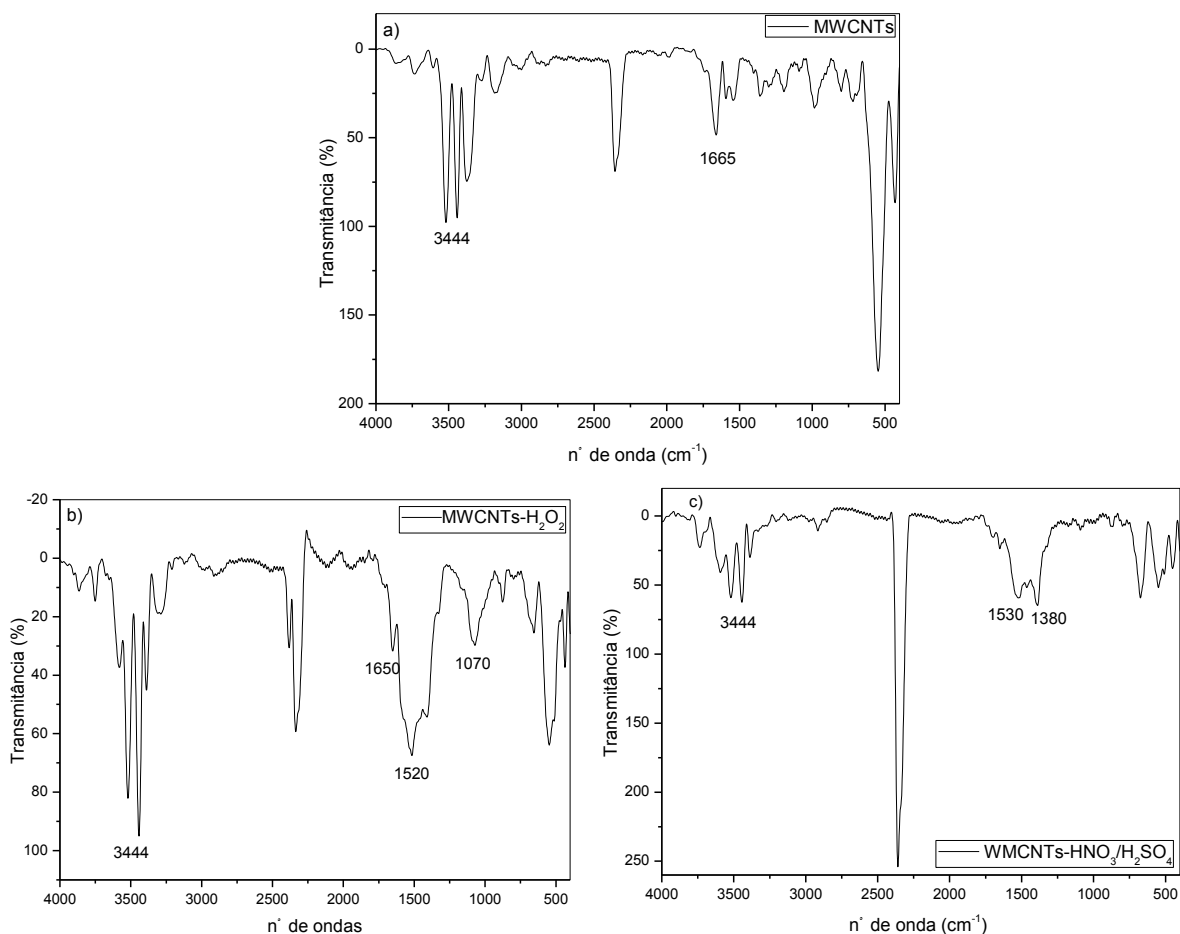 a)
MWCNTs
Transmitância (%)
0
50
100
150
200
3444
1665
4000 3500 3000 2500 2000 1500 1000 500
n˚ de onda (cm⁻¹)
b)
MWCNTs-H₂O₂
Transmitância (%)
-20
0
20
40
60
80
100
3444
1650
1520
1070
4000 3500 3000 2500 2000 1500 1000 500
n˚ de ondas
c)
Transmitância (%)
0
50
100
150
200
250
3444
1530
1380
WMCNTs-HNO₃/H₂SO₄
4000 3500 3000 2500 2000 1500 1000 500
n˚ de onda (cm⁻¹)